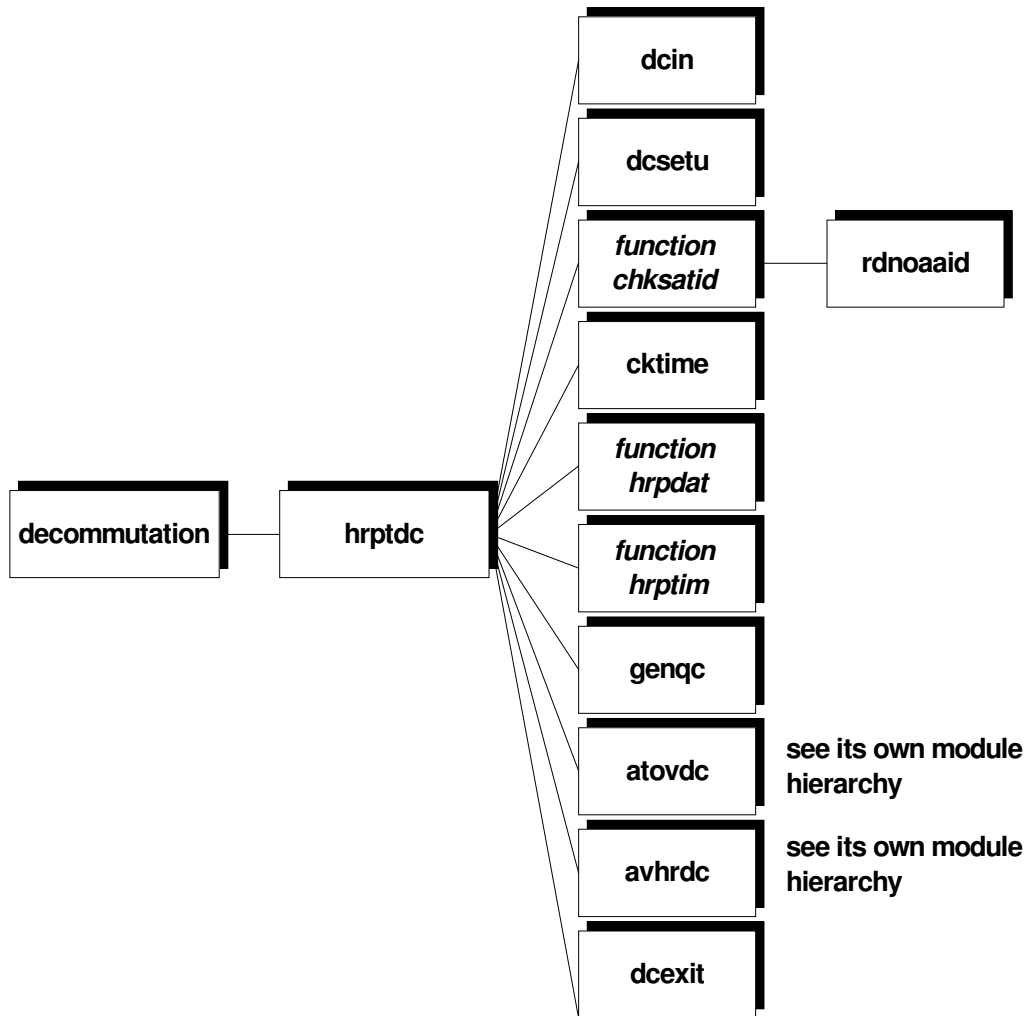 dcin
dcsetu
function
chksatid
rdnoaaid
cktime
function
hrpdat
decommutation
hrptdc
function
hrptim
genqc
atovdc
see its own module
hierarchy
avhrdc
see its own module
hierarchy
dcexit